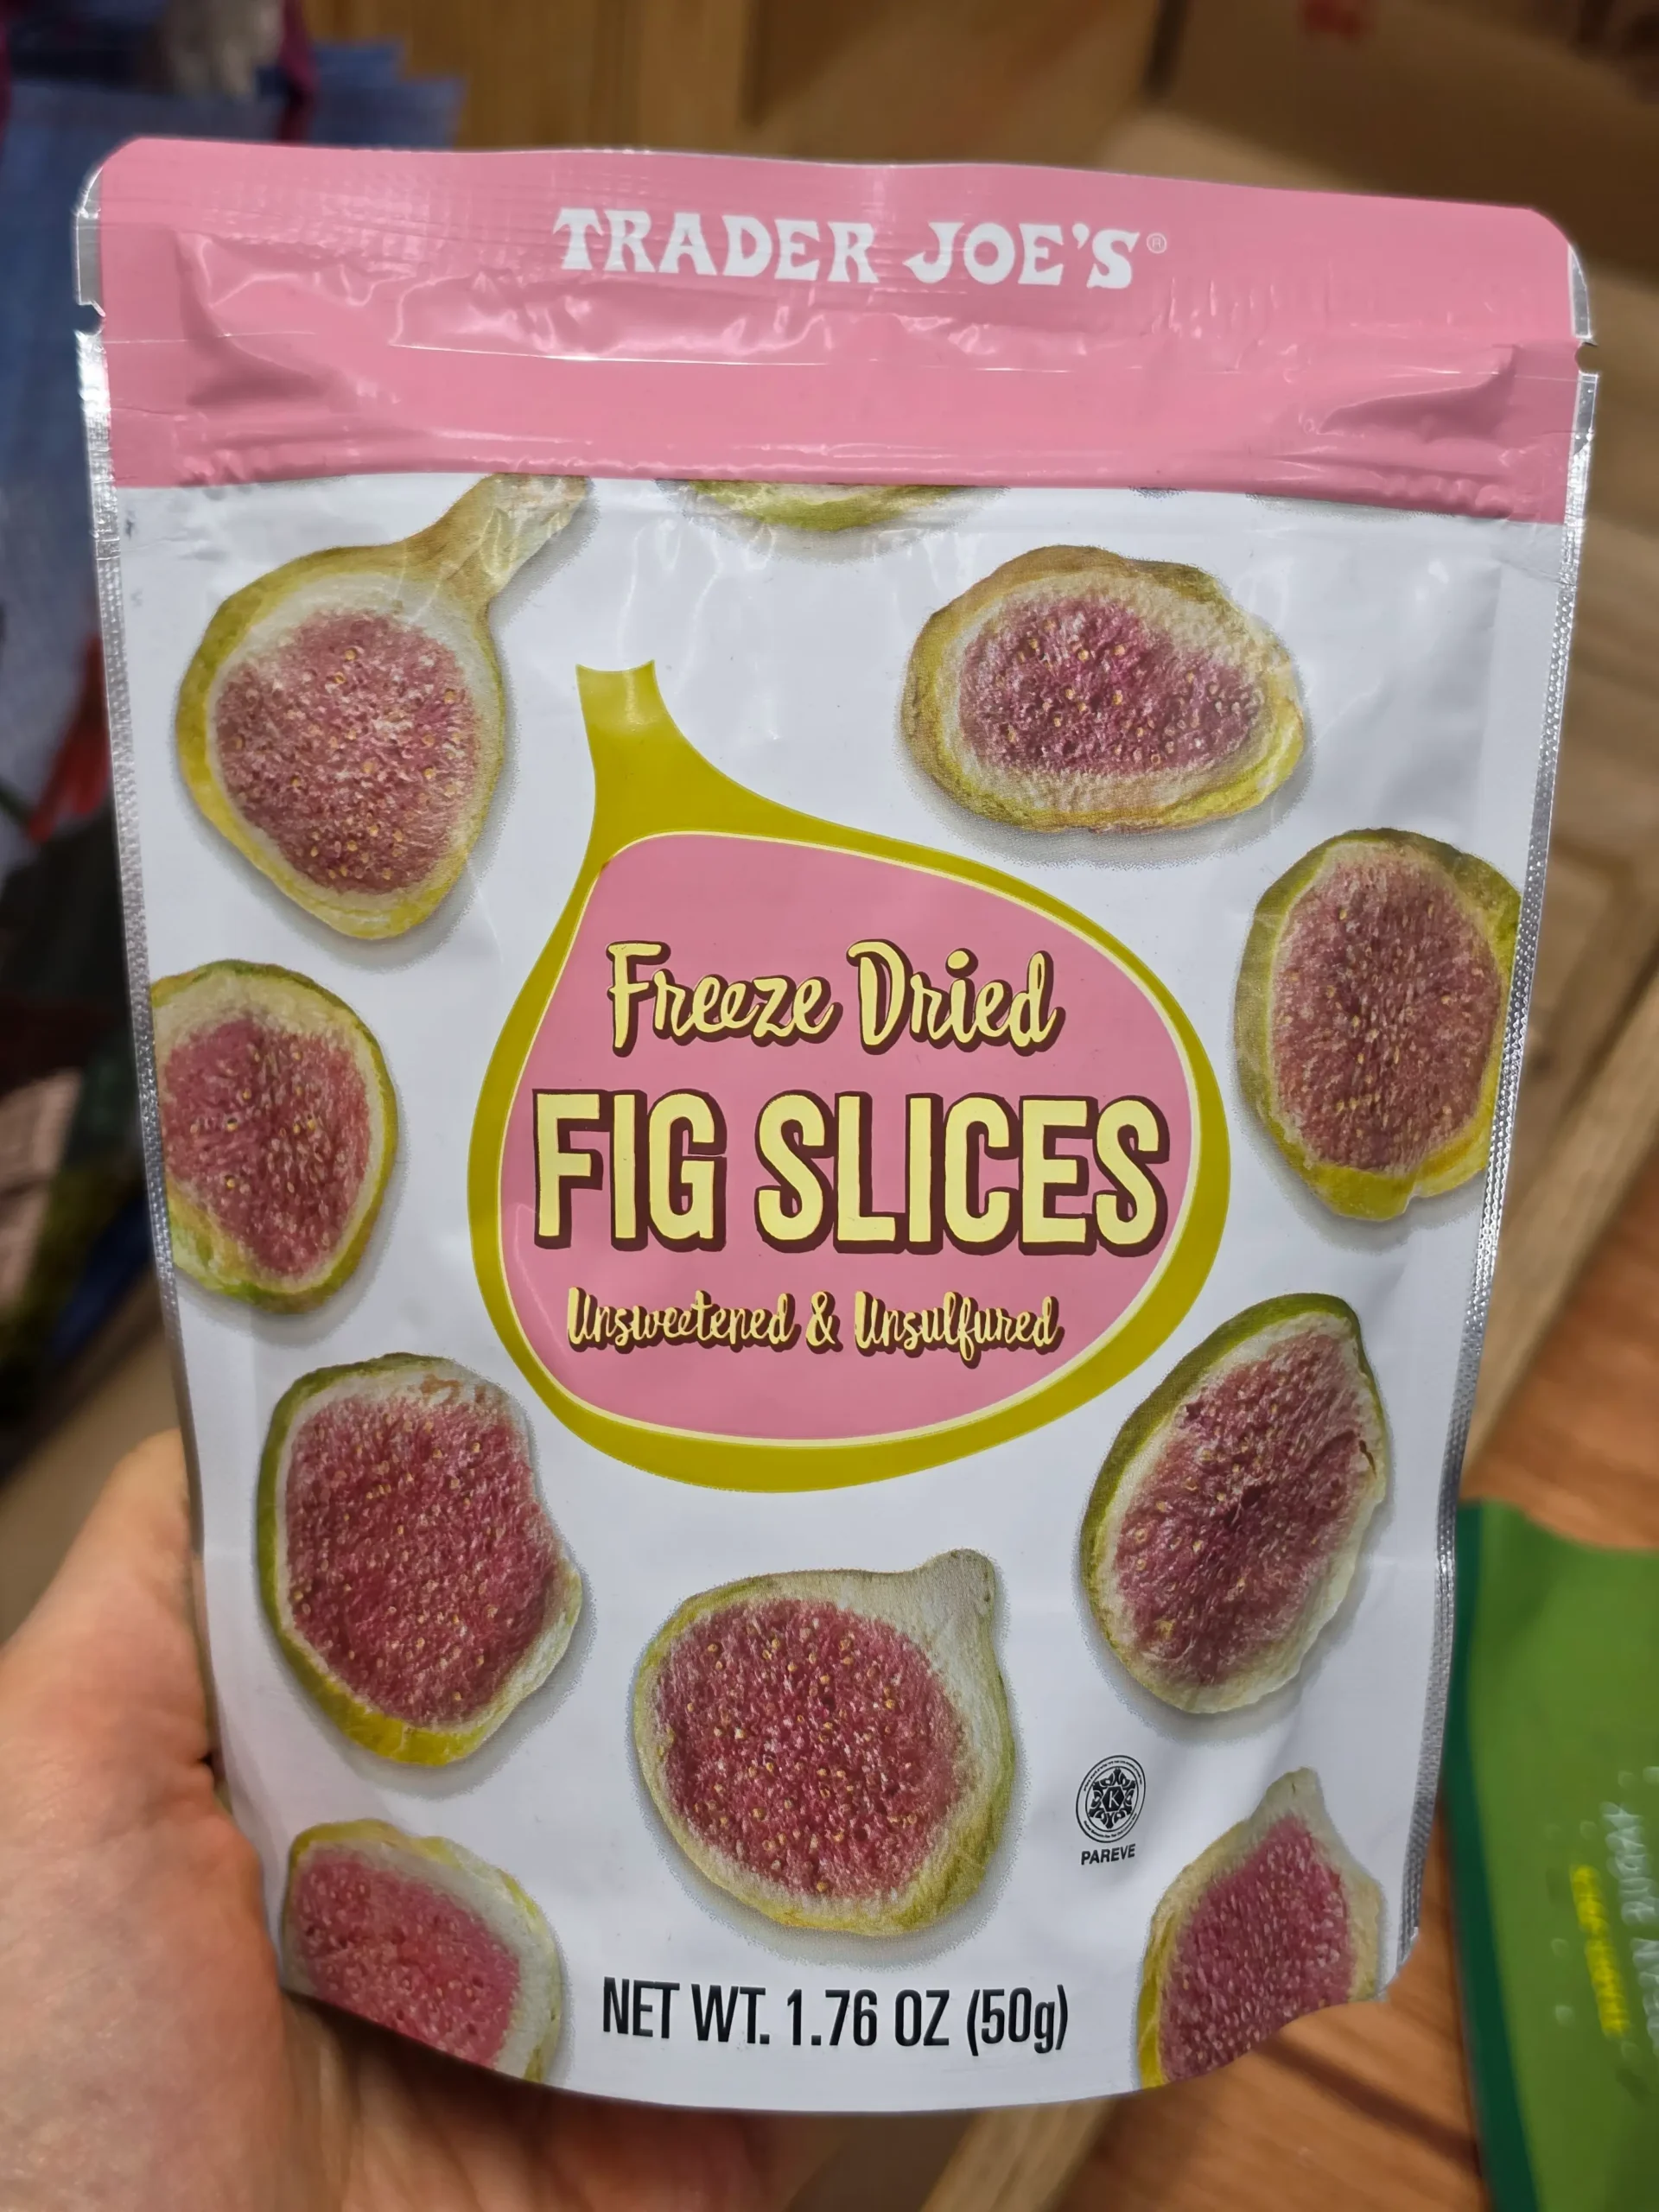 TRADER JOE'S®
Freeze Dried
FIG SLICES
Unsweetened & Unsulfured
K
PAREVE
NET WT. 1.76 OZ (50g)